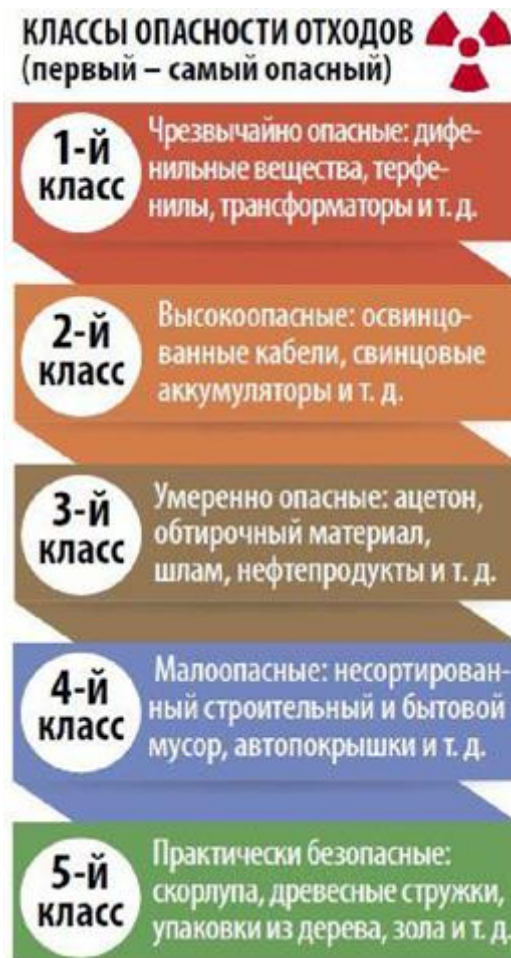 КЛАССЫ ОПАСНОСТИ ОТХОДОВ
(первый – самый опасный)
1-й
класс
Чрезвычайно опасные: дифе-
нильные вещества, терфе-
нилы, трансформаторы и т. д.
2-й
класс
Высокоопасные: освинцо-
ванные кабели, свинцовые
аккумуляторы и т. д.
3-й
класс
Умеренно опасные: ацетон,
обтирочный материал,
шлам, нефтепродукты и т. д.
4-й
класс
Малоопасные: несортирован-
ный строительный и бытовой
мусор, автопокрышки и т. д.
5-й
класс
Практически безопасные:
скорлупа, древесные стружки,
упаковки из дерева, зола и т. д.